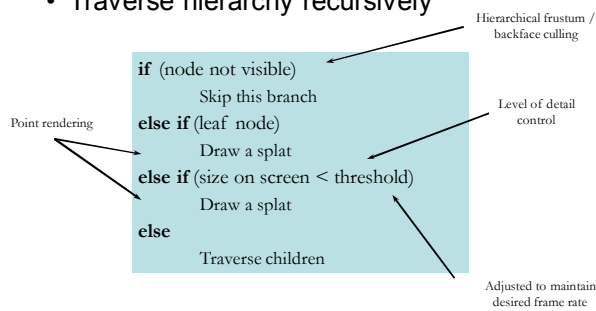 • Traverse hierarchy recursively
Hierarchical frustum /
backface culling
if (node not visible)
Skip this branch
else if (leaf node)
Draw a splat
else if (size on screen < threshold)
Draw a splat
else
Traverse children
Point rendering
Level of detail
control
Adjusted to maintain
desired frame rate